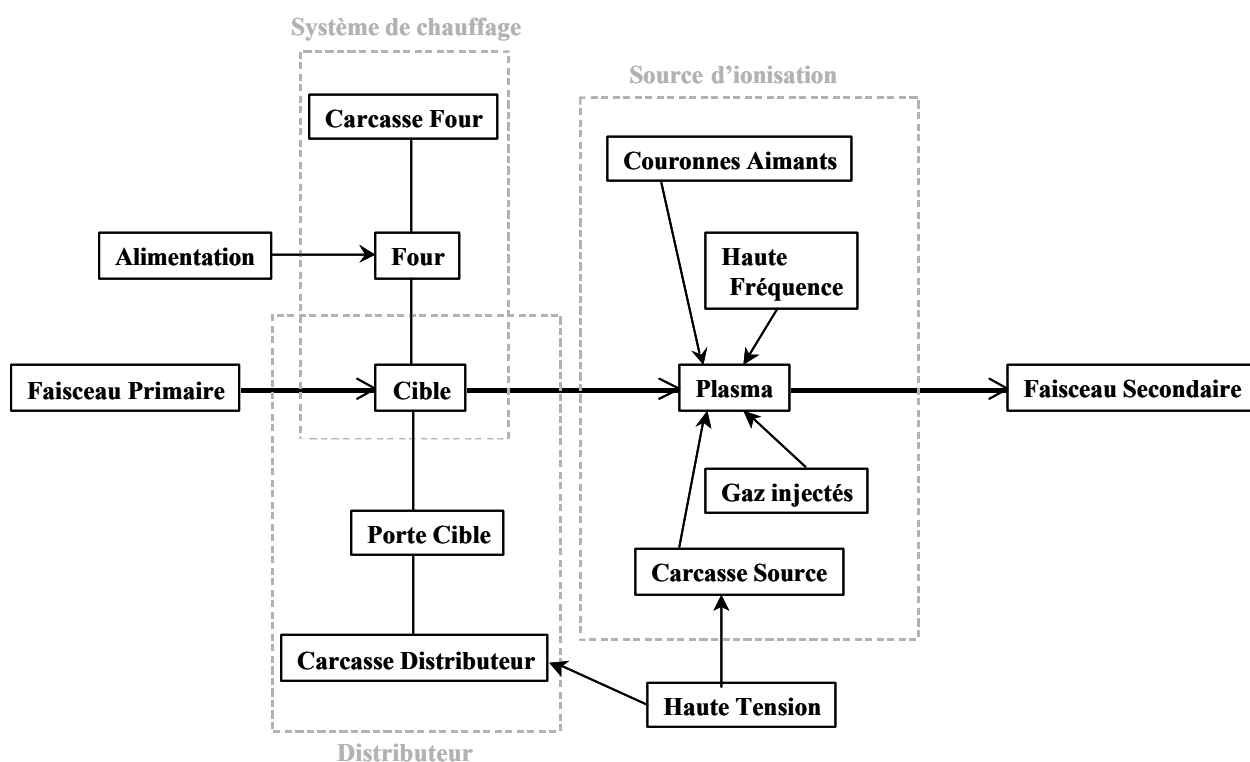 Système de chauffage
Source d’ionisation
Carcasse Four
Couronnes Aimants
Alimentation
Four
Haute
Fréquence
Faisceau Primaire
Cible
Plasma
Faisceau Secondaire
Gaz injectés
Porte Cible
Carcasse Source
Carcasse Distributeur
Haute Tension
Distributeur